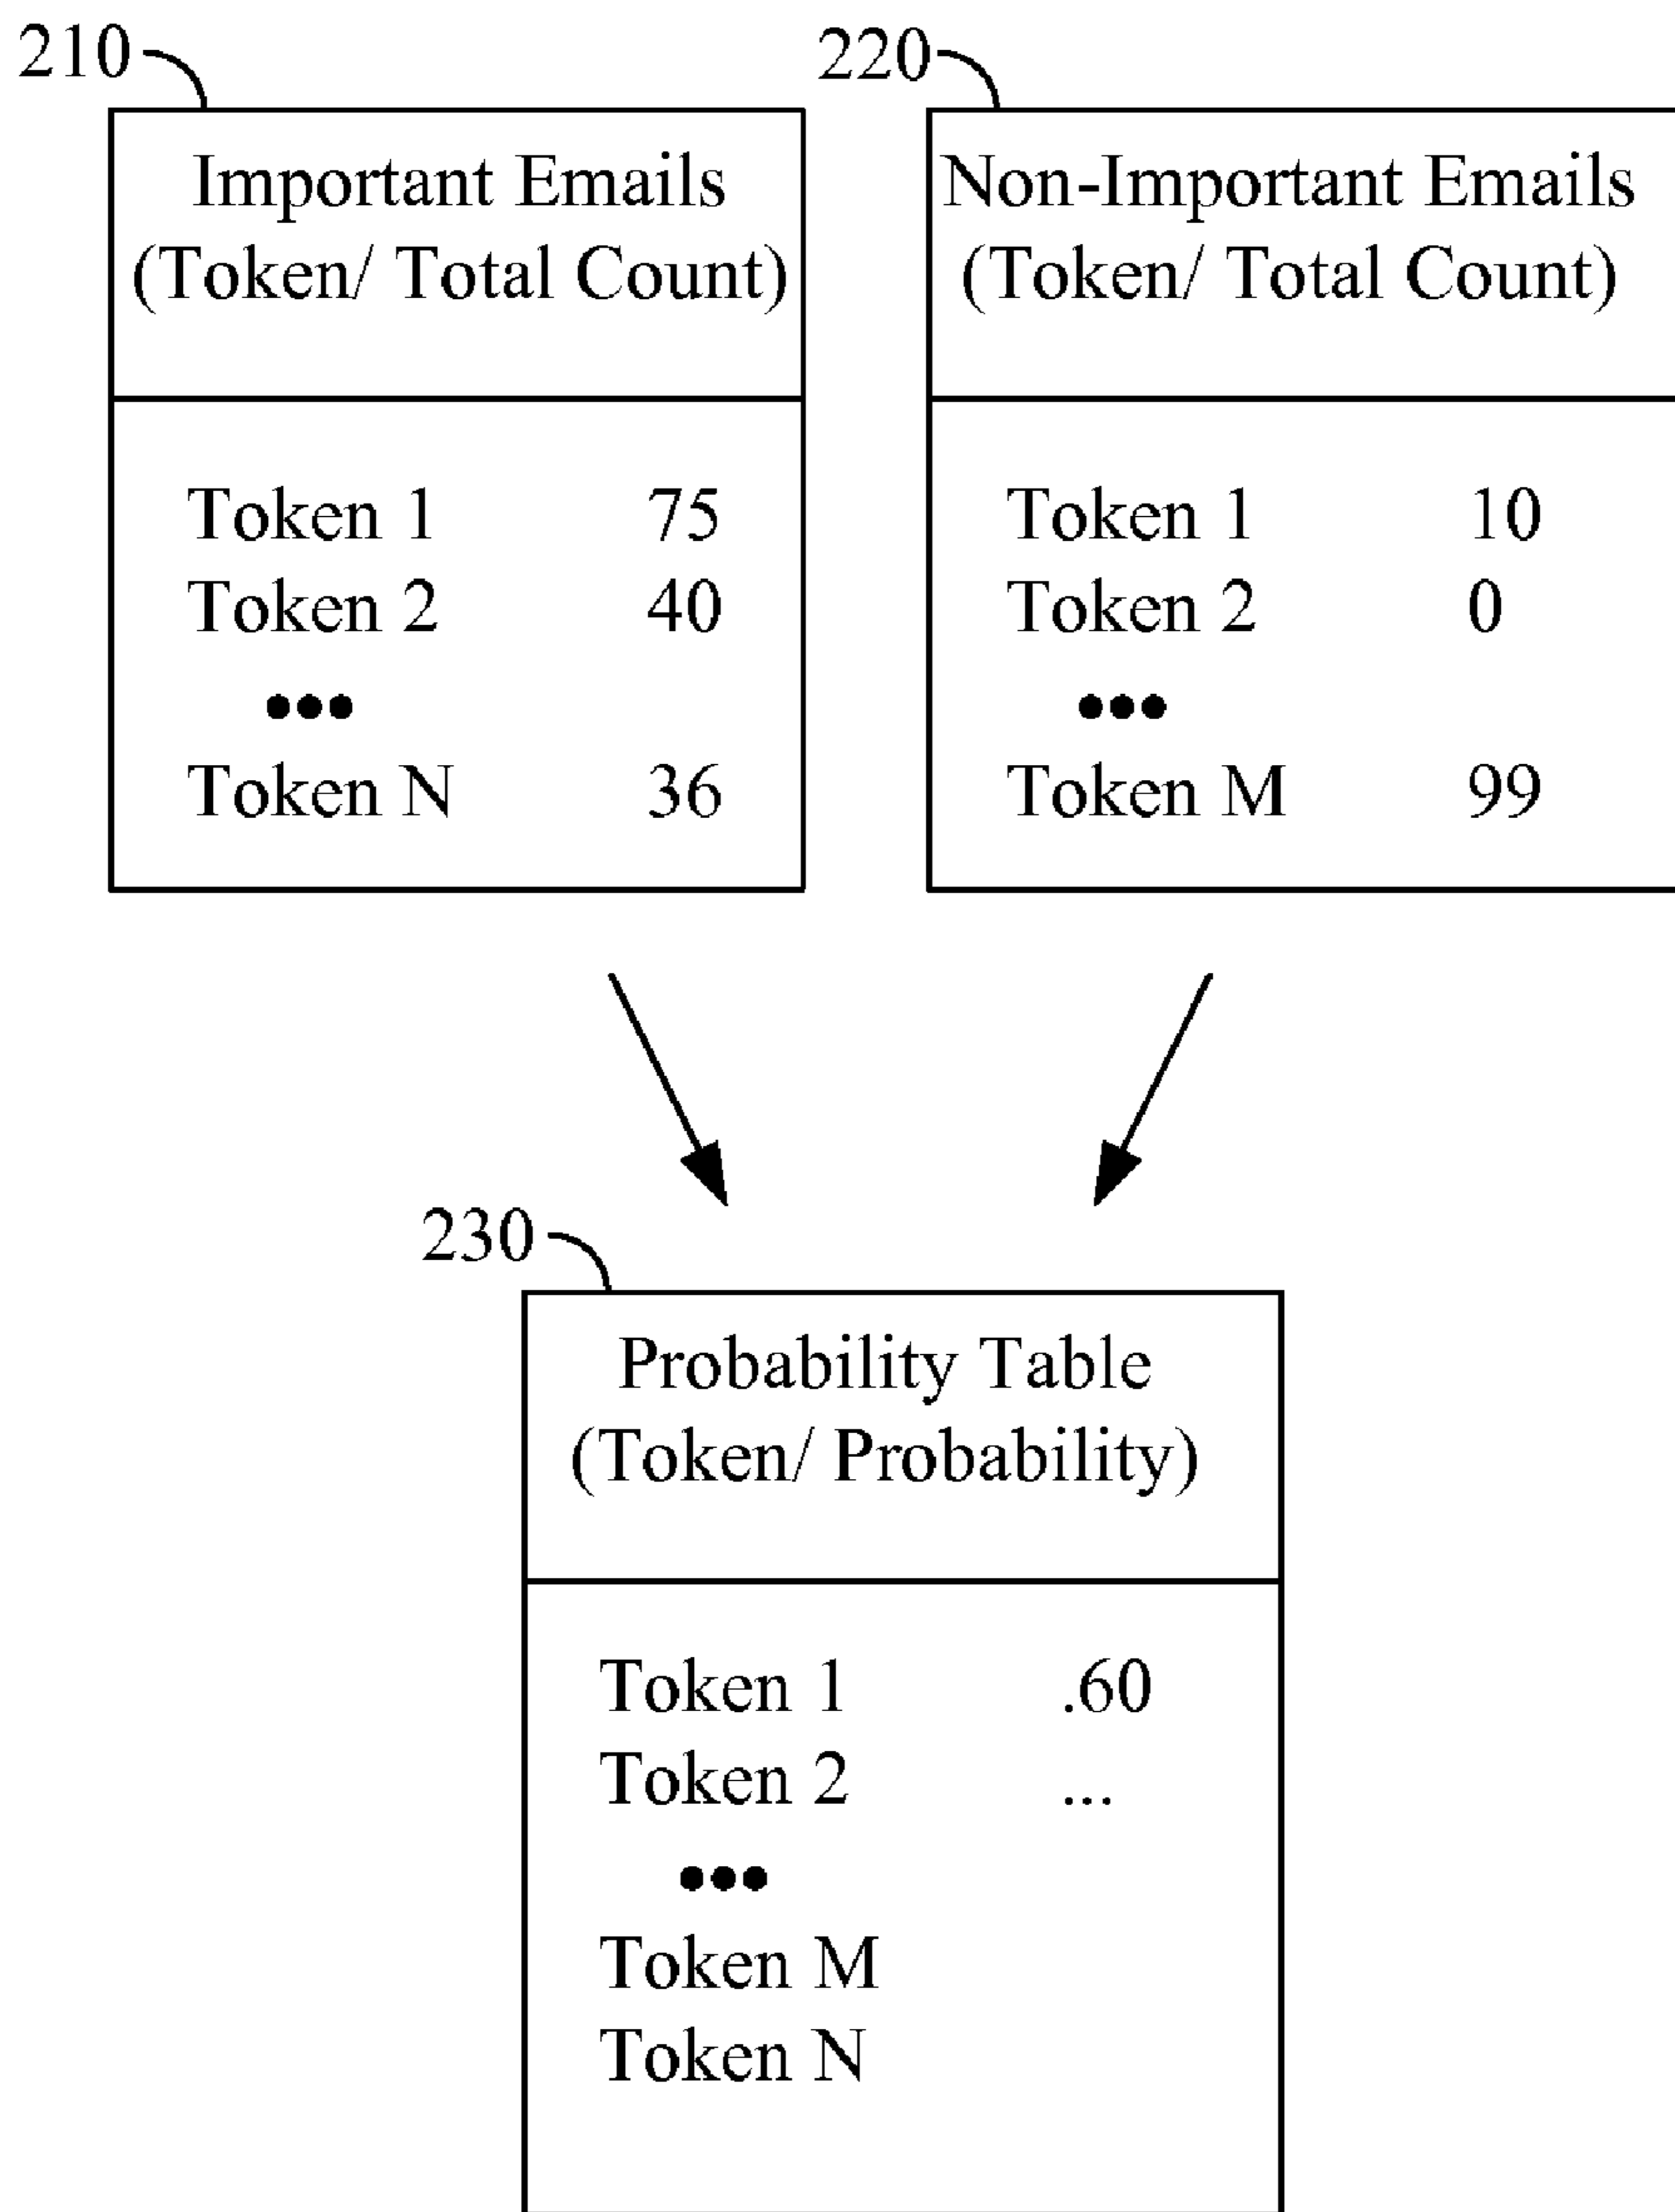 210
Important Emails
(Token/ Total Count)
Token 1 75
Token 2 40
•••
Token N 36
220
Non-Important Emails
(Token/ Total Count)
Token 1 10
Token 2 0
•••
Token M 99
230
Probability Table
(Token/ Probability)
Token 1 .60
Token 2 ...
•••
Token M
Token N